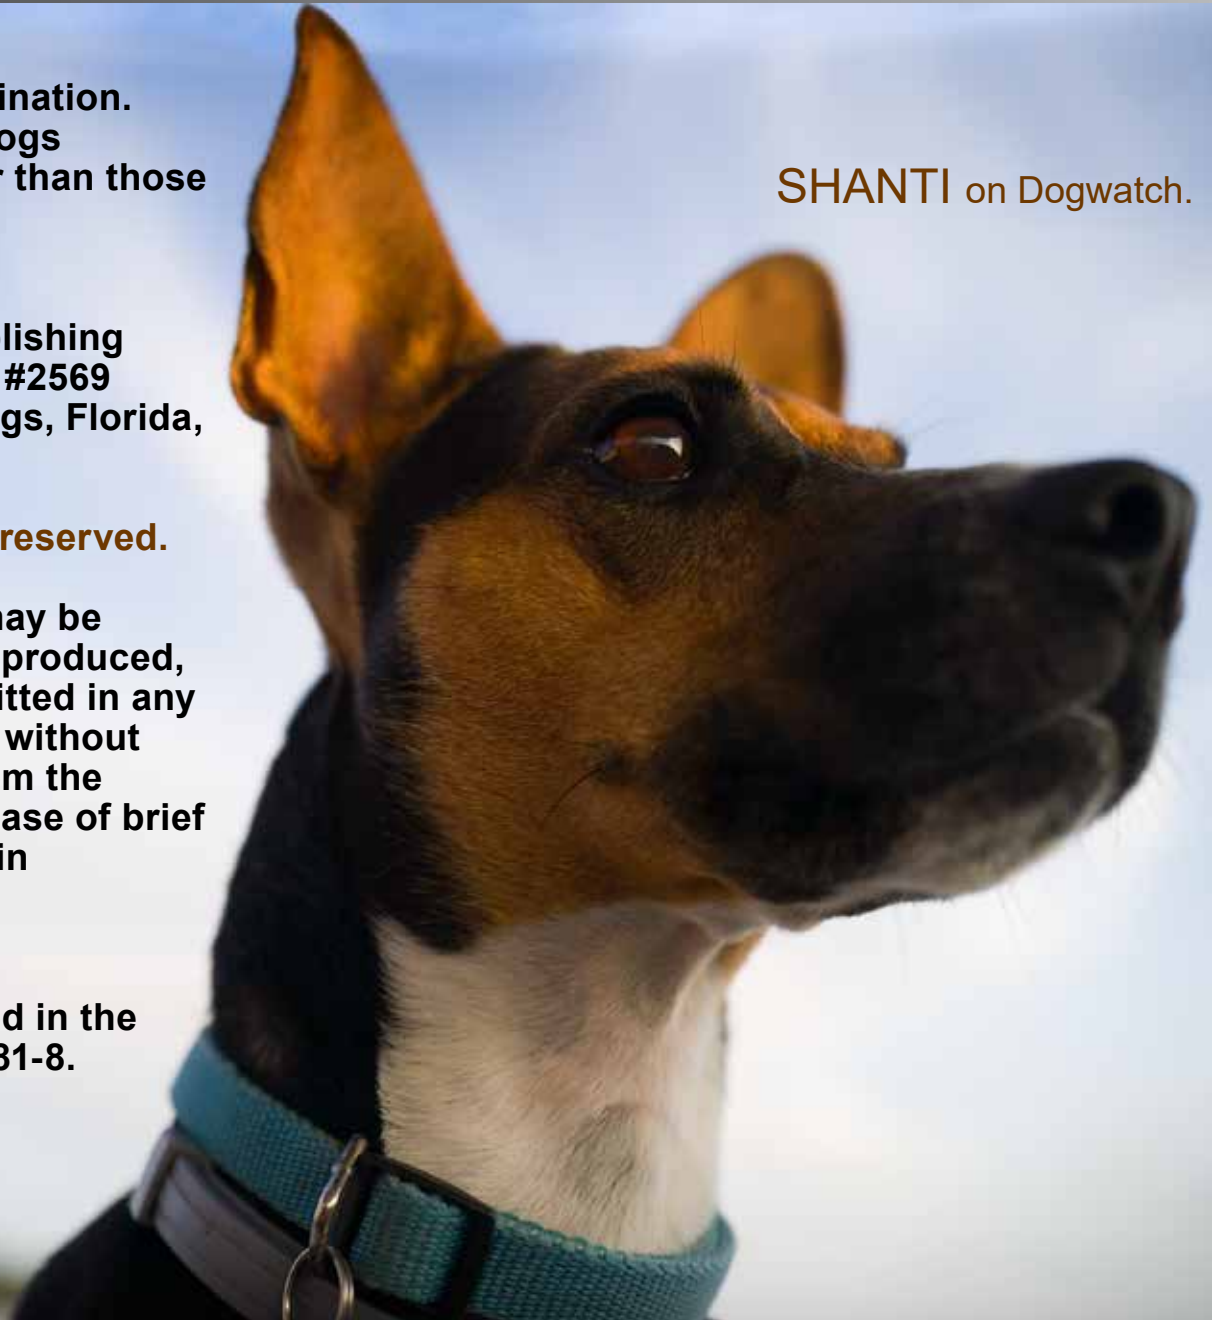 ination.
ogs
r than those
SHANTI on Dogwatch.
lishing
#2569
gs, Florida,
reserved.
may be
produced,
itted in any
without
m the
ase of brief
in
d in the
31-8.